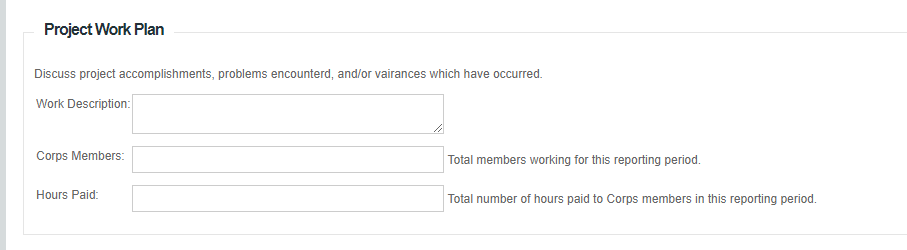 Project Work Plan
Discuss project accomplishments, problems encounterd, and/or vairances which have occurred.
Work Description:
Corps Members: Total members working for this reporting period.
Hours Paid: Total number of hours paid to Corps members in this reporting period.